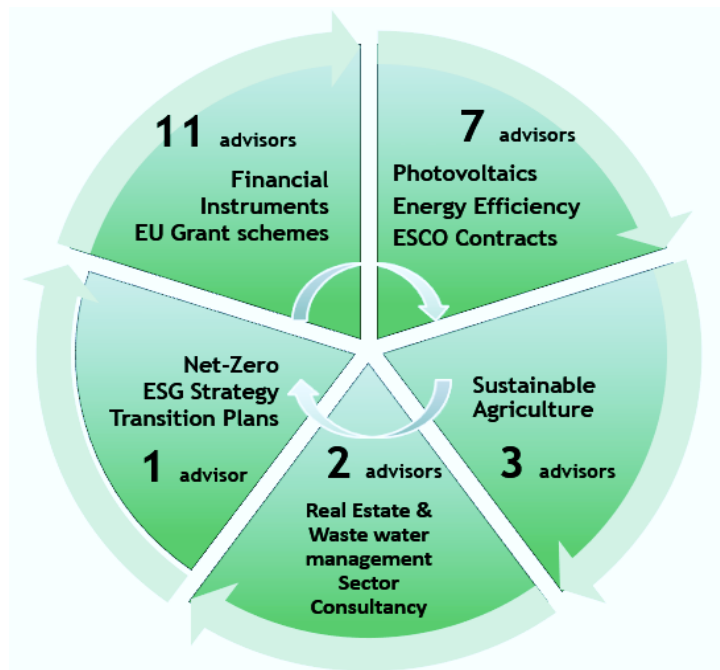 11 advisors
Financial
Instruments
EU Grant schemes
7 advisors
Photovoltaics
Energy Efficiency
ESCO Contracts
Sustainable
Agriculture
3 advisors
2 advisors
Real Estate &
Waste water
management
Sector
Consultancy
Net-Zero
ESG Strategy
Transition Plans
1 advisor